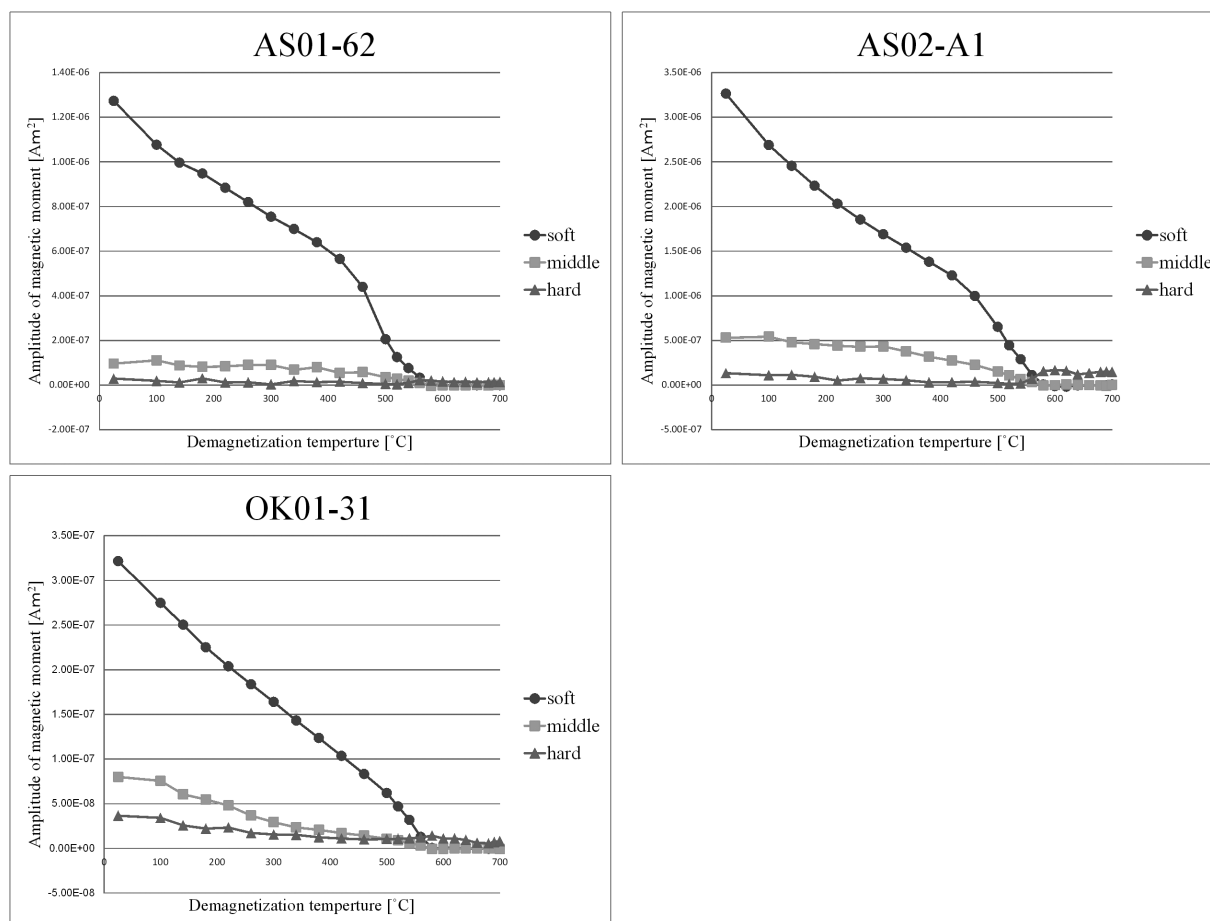 AS01-62
Amplitude of magnetic moment [Am²]
1.40E-06
1.20E-06
1.00E-06
8.00E-07
6.00E-07
4.00E-07
2.00E-07
0.00E+00
-2.00E-07
0 100 200 300 400 500 600 700
Demagnetization temperture [˚C]
soft
middle
hard
AS02-A1
Amplitude of magnetic moment [Am²]
3.50E-06
3.00E-06
2.50E-06
2.00E-06
1.50E-06
1.00E-06
5.00E-07
0.00E+00
-5.00E-07
0 100 200 300 400 500 600 700
Demagnetization temperture [˚C]
soft
middle
hard
OK01-31
Amplitude of magnetic moment [Am²]
3.50E-07
3.00E-07
2.50E-07
2.00E-07
1.50E-07
1.00E-07
5.00E-08
0.00E+00
-5.00E-08
0 100 200 300 400 500 600 700
Demagnetization temperture [˚C]
soft
middle
hard